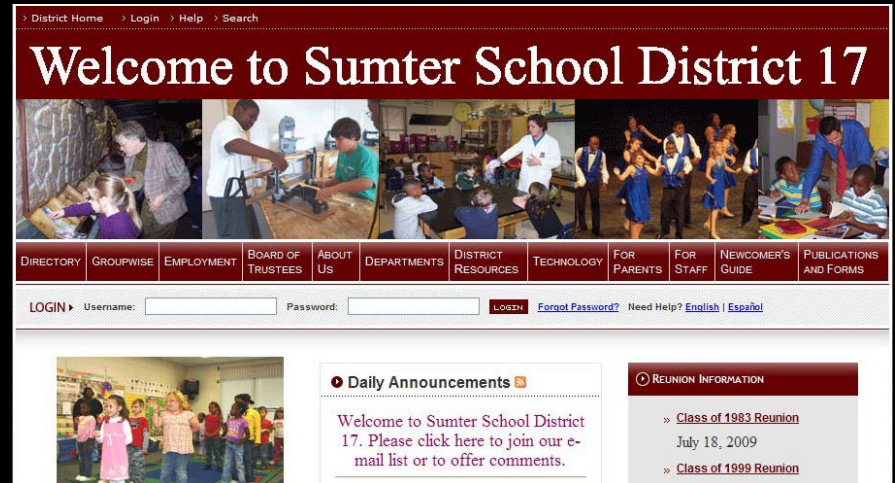 › District Home › Login › Help › Search
Welcome to Sumter School District 17
DIRECTORY
GROUPWISE
EMPLOYMENT
BOARD OF
TRUSTEES
ABOUT
US
DEPARTMENTS
DISTRICT
RESOURCES
TECHNOLOGY
FOR
PARENTS
FOR
STAFF
NEWCOMER'S
GUIDE
PUBLICATIONS
AND FORMS
LOGIN Username: Password: LOGIN Forgot Password? Need Help? English | Español
Daily Announcements
Welcome to Sumter School District
17. Please click here to join our e-
mail list or to offer comments.
REUNION INFORMATION
» Class of 1983 Reunion
July 18, 2009
» Class of 1999 Reunion